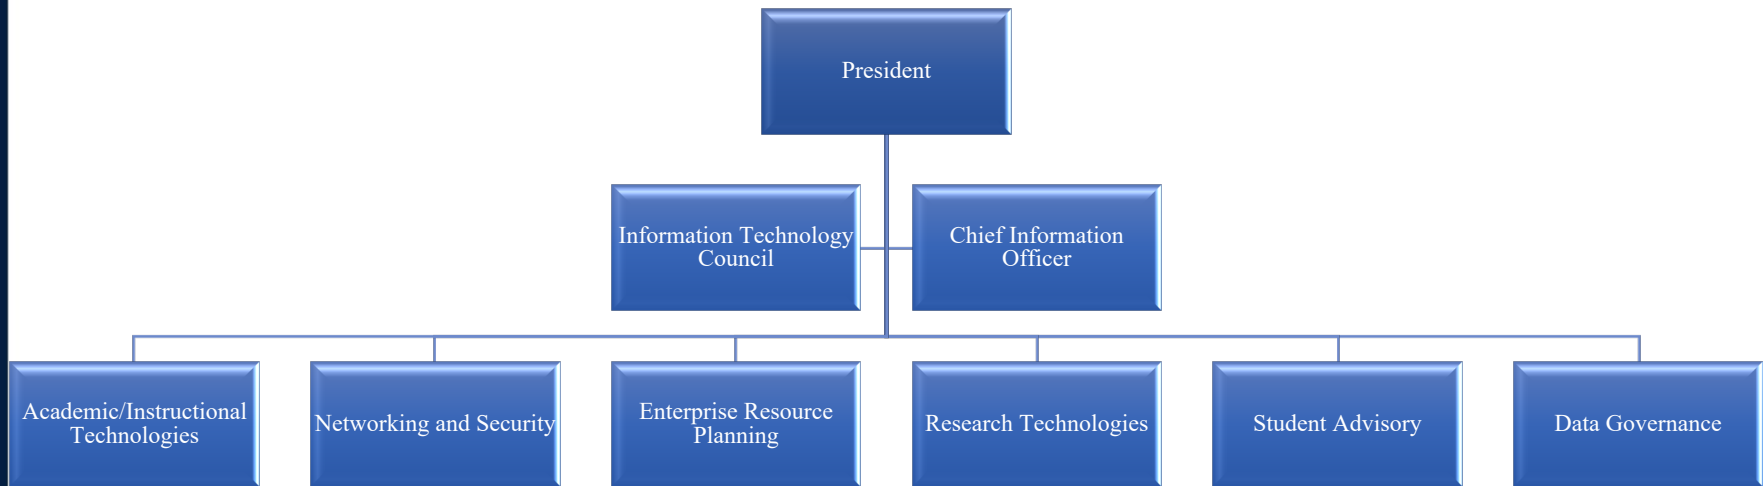 President
Information Technology
Council
Chief Information
Officer
Academic/Instructional
Technologies
Networking and Security
Enterprise Resource
Planning
Research Technologies
Student Advisory
Data Governance